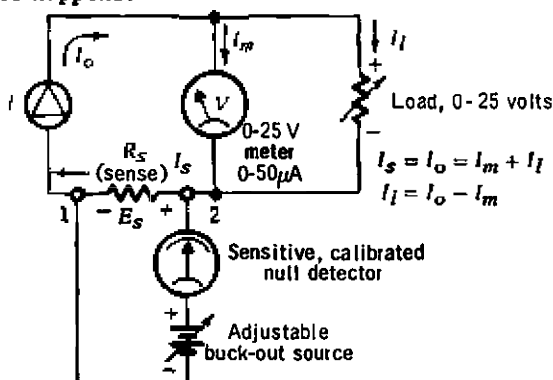 I_o
I_m
I_l
+
I
V
Load, 0-25 volts
-
0-25 V
meter
0-50μA
R_s
(sense)
I_s
I_s = I_o = I_m + I_l
I_l = I_o - I_m
1
- E_s +
2
Sensitive, calibrated
null detector
+
Adjustable
buck-out source
-